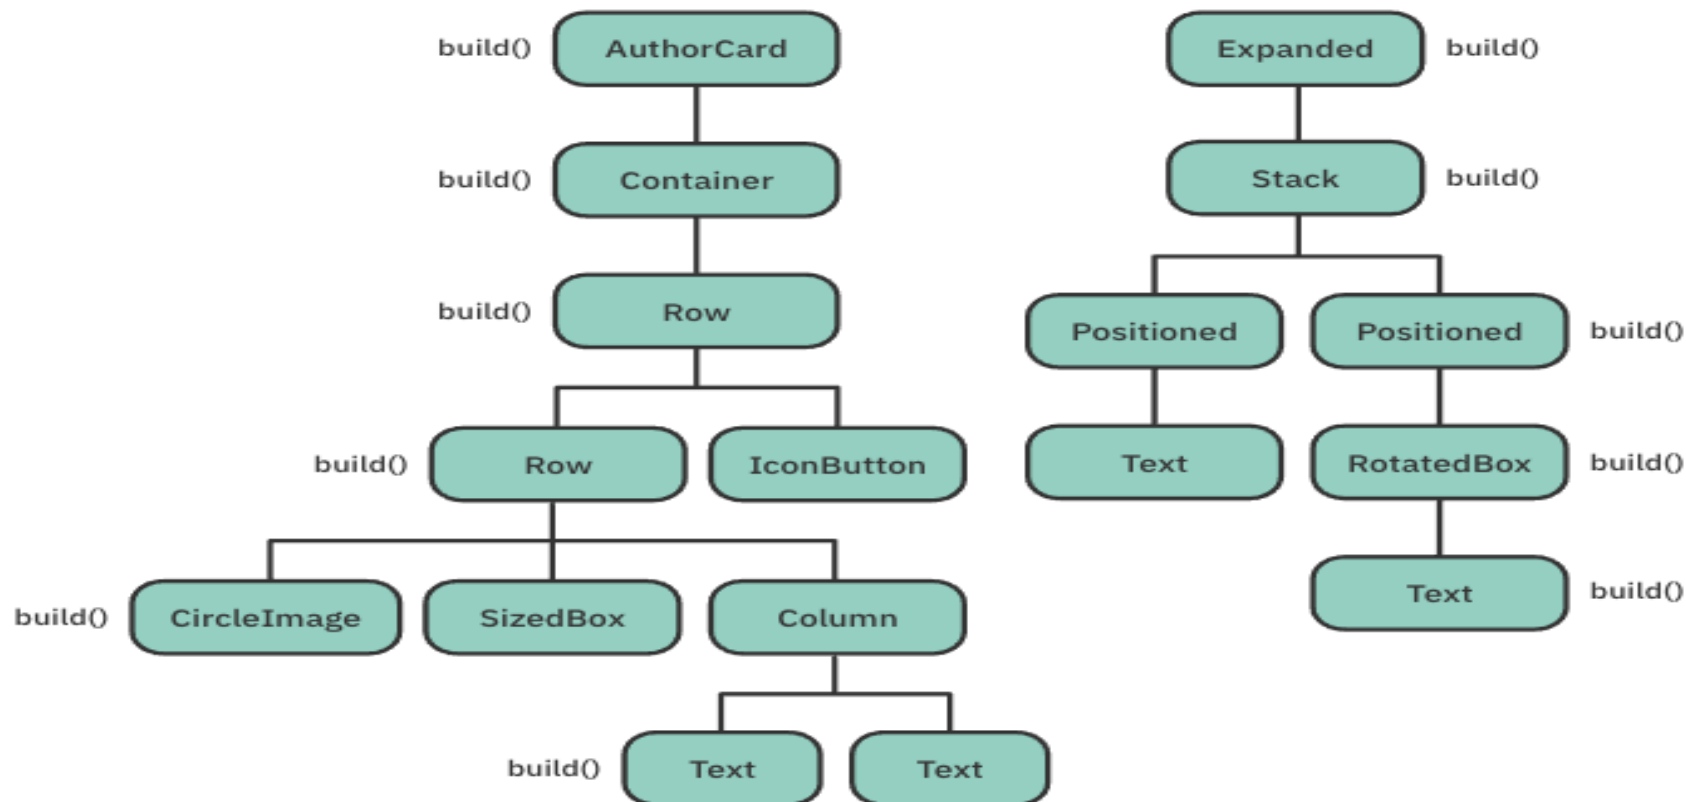 build() AuthorCard
build() Container
build() Row
build() Row IconButton
build() CircleImage SizedBox Column
build() Text Text
Expanded build()
Stack build()
Positioned Positioned build()
Text RotatedBox build()
Text build()